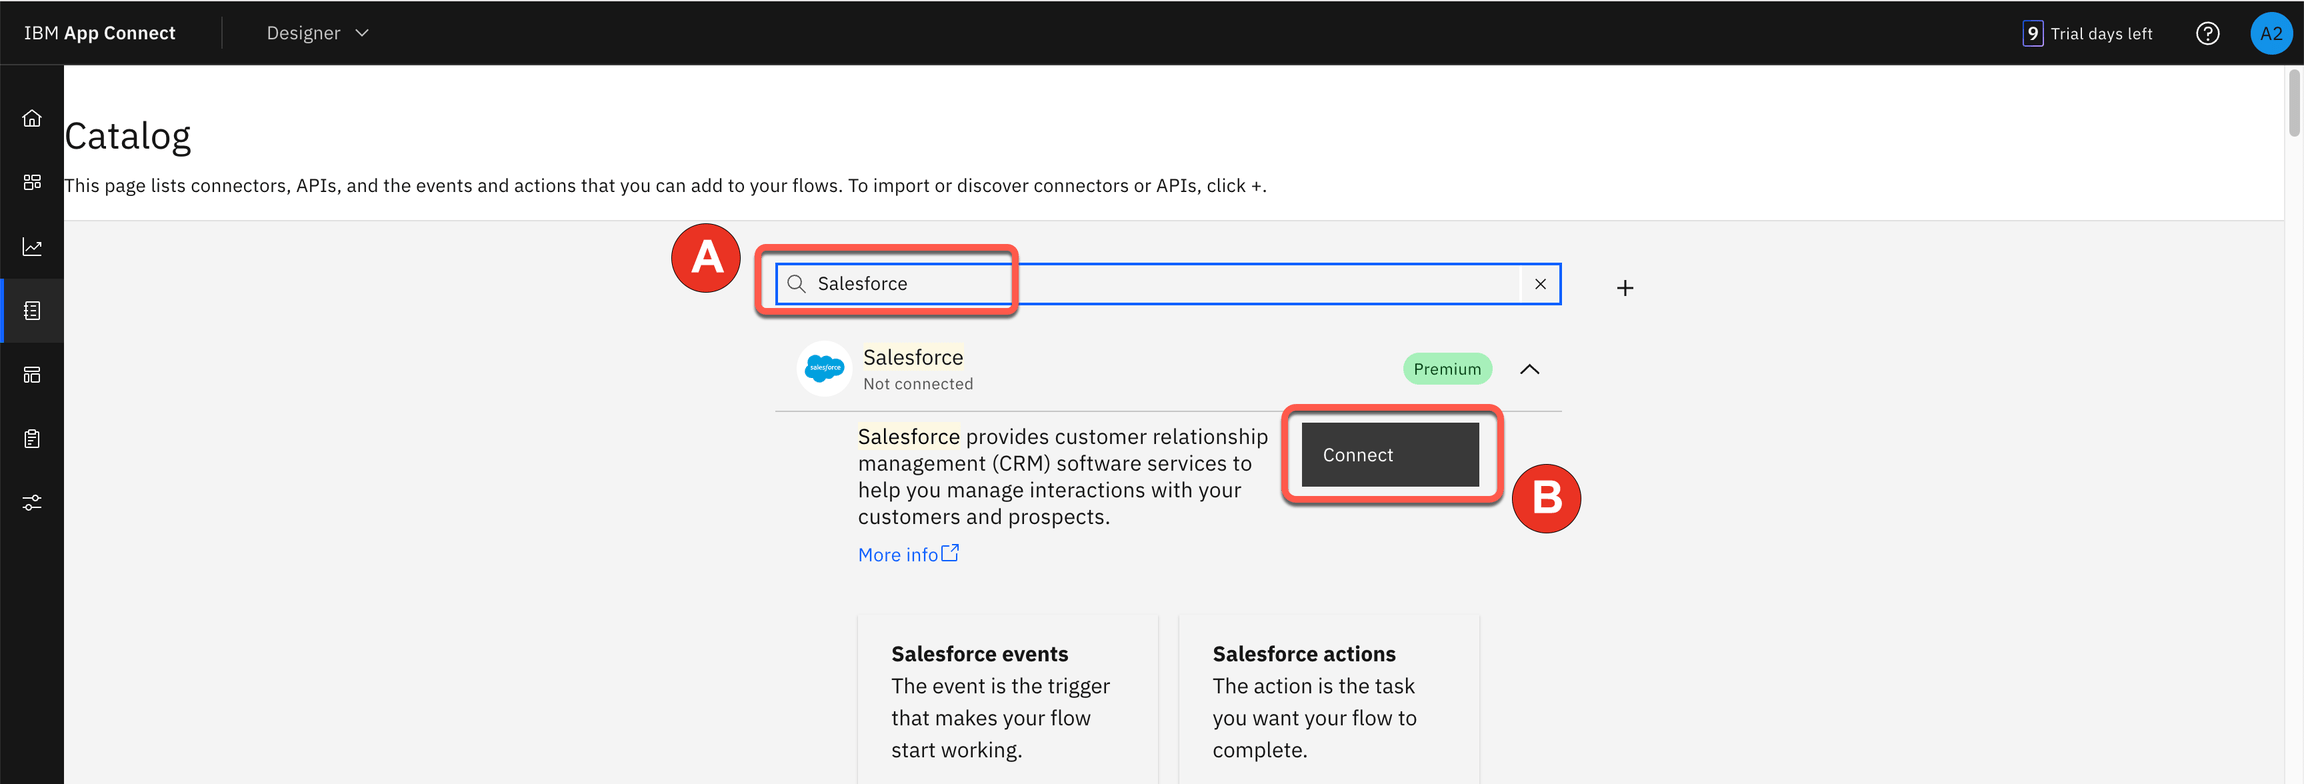 IBM App Connect
Designer
9 Trial days left
A2
Catalog
This page lists connectors, APIs, and the events and actions that you can add to your flows. To import or discover connectors or APIs, click +.
A
Salesforce
salesforce
Salesforce
Not connected
Premium
Salesforce provides customer relationship
management (CRM) software services to
help you manage interactions with your
customers and prospects.
Connect
B
More info
Salesforce events
The event is the trigger
that makes your flow
start working.
Salesforce actions
The action is the task
you want your flow to
complete.